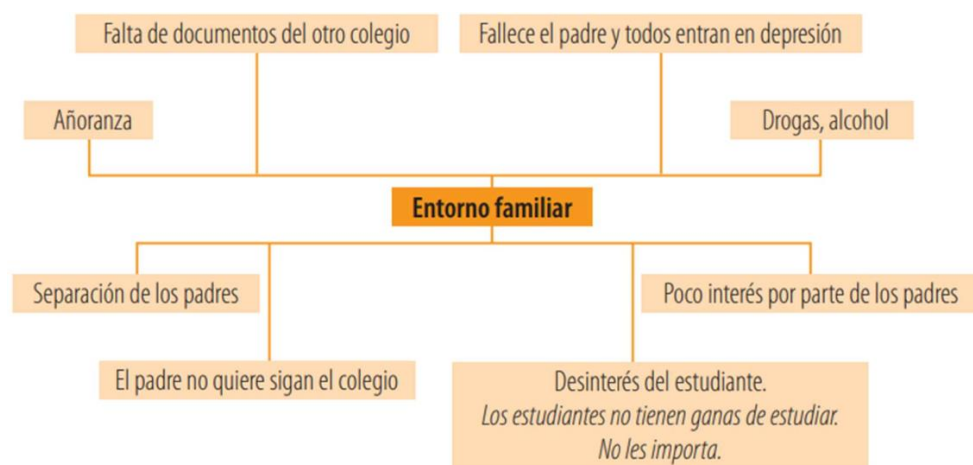 Falta de documentos del otro colegio
Fallece el padre y todos entran en depresión
Añoranza
Drogas, alcohol
Entorno familiar
Separación de los padres
Poco interés por parte de los padres
El padre no quiere sigan el colegio
Desinterés del estudiante.
Los estudiantes no tienen ganas de estudiar.
No les importa.